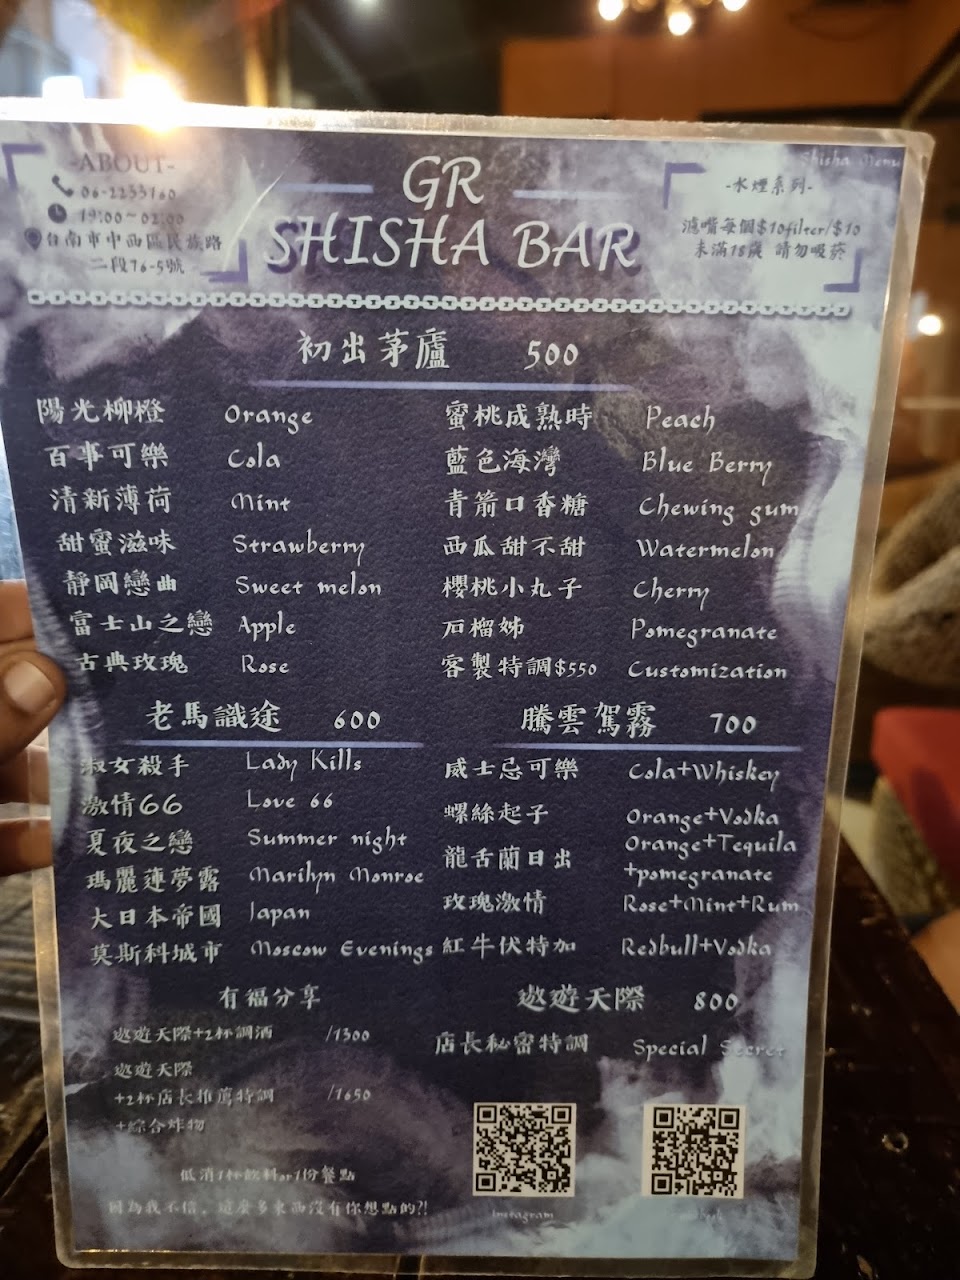 -ABOUT-
06-2233160
19:00~02:00
台南市中西區民族路
二段76-5號
GR
SHISHA BAR
Shisha Menu
-水煙系列-
濾嘴每個$10filter/$10
未滿18歲 請勿吸菸
初出茅廬 500
陽光柳橙 Orange
百事可樂 Cola
清新薄荷 Mint
甜蜜滋味 Strawberry
靜岡戀曲 Sweet melon
富士山之戀 Apple
古典玫瑰 Rose
蜜桃成熟時 Peach
藍色海灣 Blue Berry
青箭口香糖 Chewing gum
西瓜甜不甜 Watermelon
櫻桃小丸子 Cherry
石榴姊 Pomegranate
客製特調$550 Customization
老馬識途 600
淑女殺手 Lady Kills
激情66 Love 66
夏夜之戀 Summer night
瑪麗蓮夢露 Marilyn Monroe
大日本帝國 Japan
莫斯科城市 Moscow Evenings
騰雲駕霧 700
威士忌可樂 Cola+Whiskey
螺絲起子 Orange+Vodka
龍舌蘭日出 Orange+Tequila
+pomegranate
玫瑰激情 Rose+Mint+Rum
紅牛伏特加 Redbull+Vodka
有福分享
遨遊天際+2杯調酒 /1300
遨遊天際
+2杯店長推薦特調 /1650
+綜合炸物
遨遊天際 800
店長秘密特調 Special Secret
低消1杯飲料or1份餐點
因為我不信,這麼多東西沒有你想點的?!
Instagram